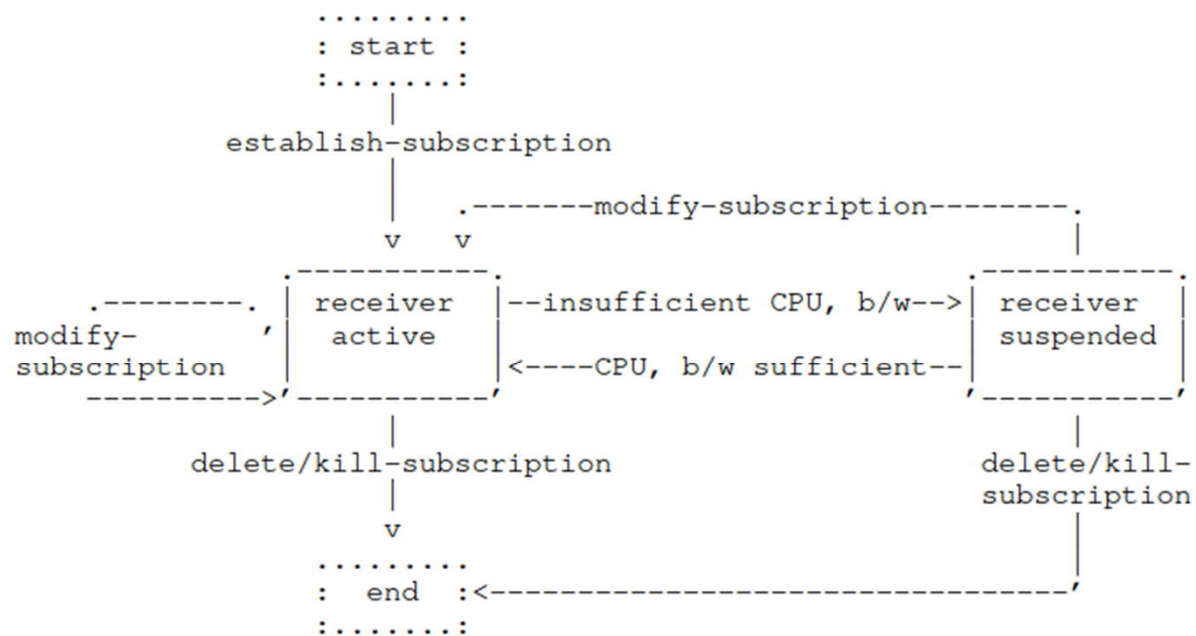 start
establish-subscription
modify-subscription
receiver --insufficient CPU, b/w--> receiver
modify- active suspended
subscription <----CPU, b/w sufficient--
delete/kill-subscription delete/kill-
subscription
end